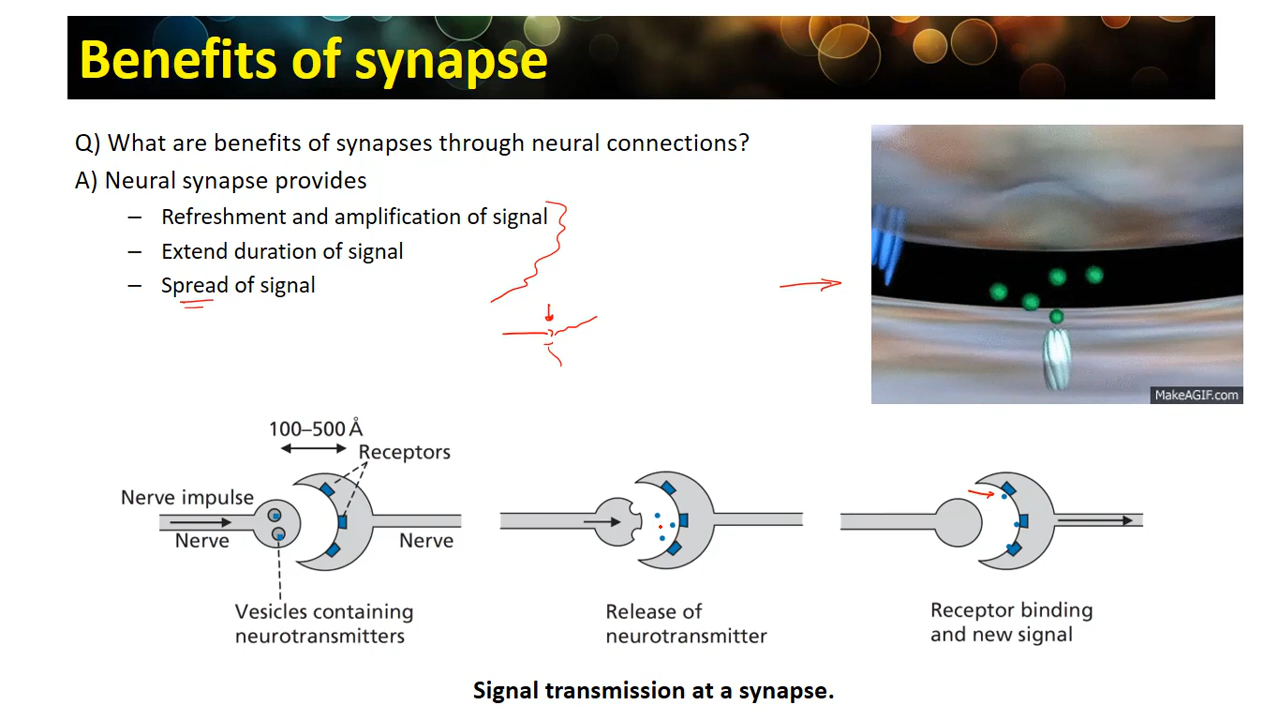 Benefits of synapse
Q) What are benefits of synapses through neural connections?
A) Neural synapse provides
– Refreshment and amplification of signal
– Extend duration of signal
– Spread of signal
MakeAGIF.com
100–500 Å
Receptors
Nerve impulse
Nerve
Nerve
Vesicles containing
neurotransmitters
Release of
neurotransmitter
Receptor binding
and new signal
Signal transmission at a synapse.